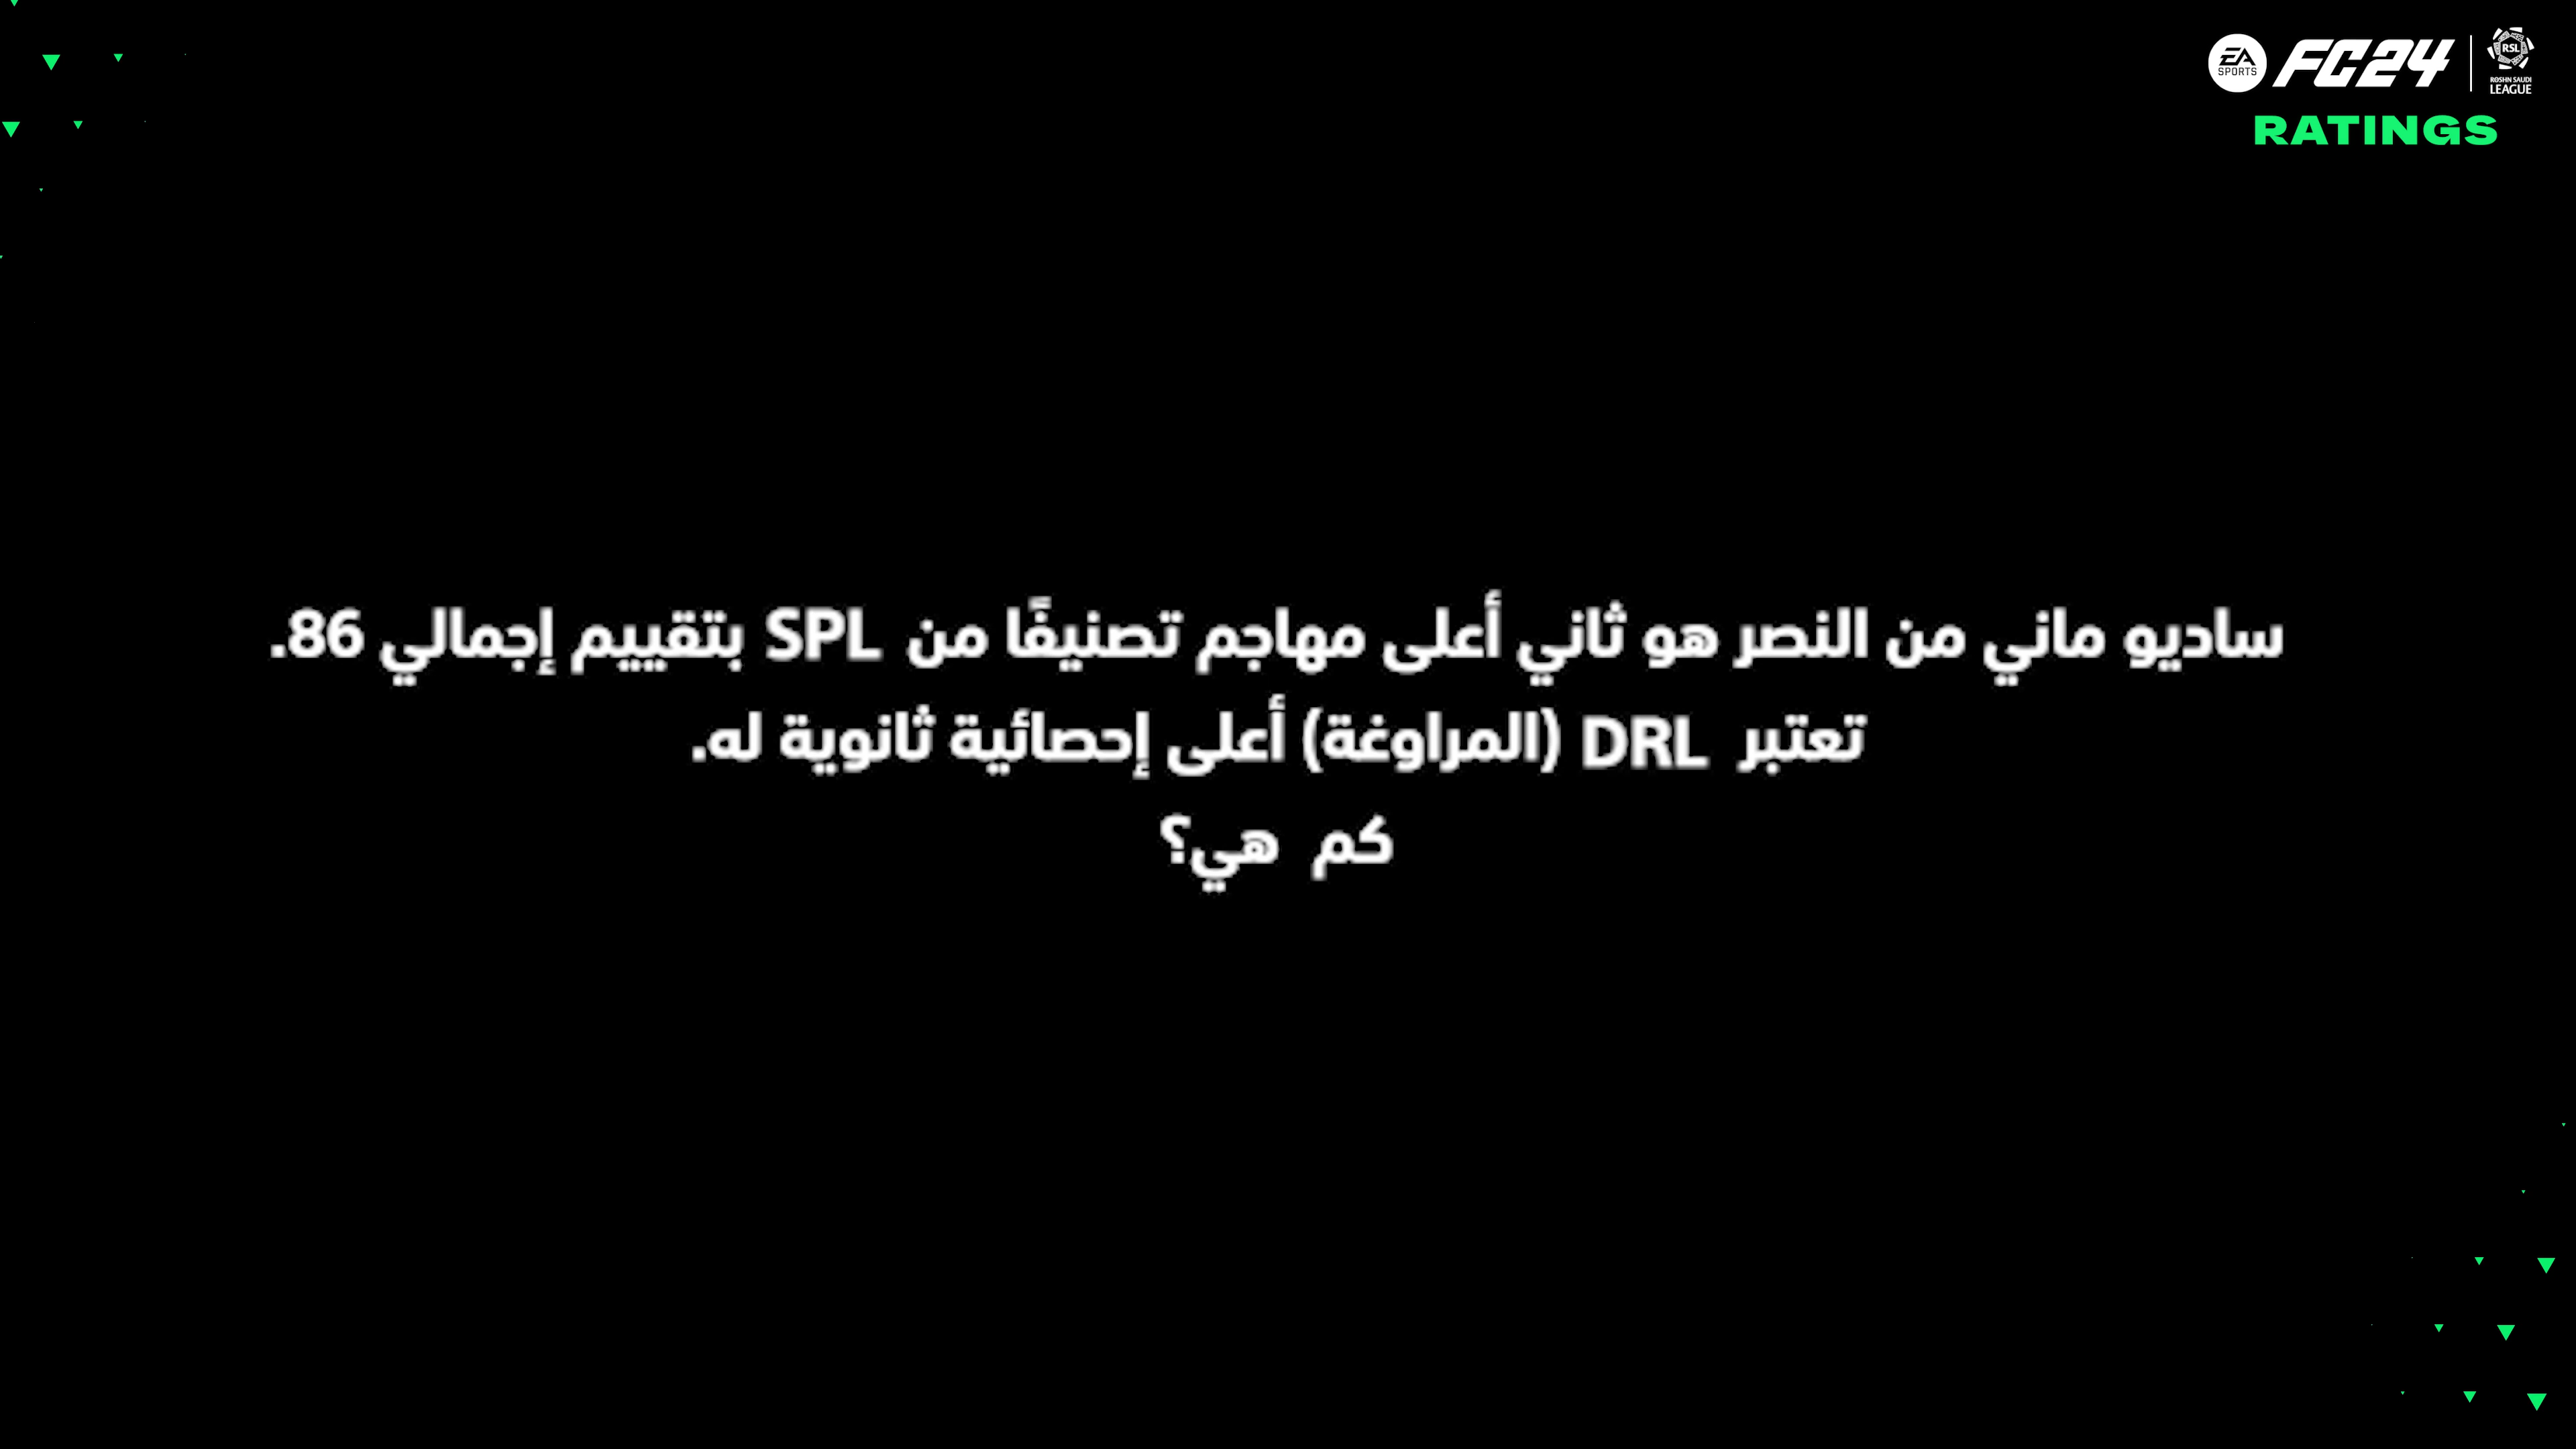 EA SPORTS FC24 RSL ROSHN SAUDI LEAGUE
RATINGS
ساديو ماني من النصر هو ثاني أعلى مهاجم تصنيفًا من SPL بتقييم إجمالي 86.
تعتبر DRL (المراوغة) أعلى إحصائية ثانوية له.
كم هي؟